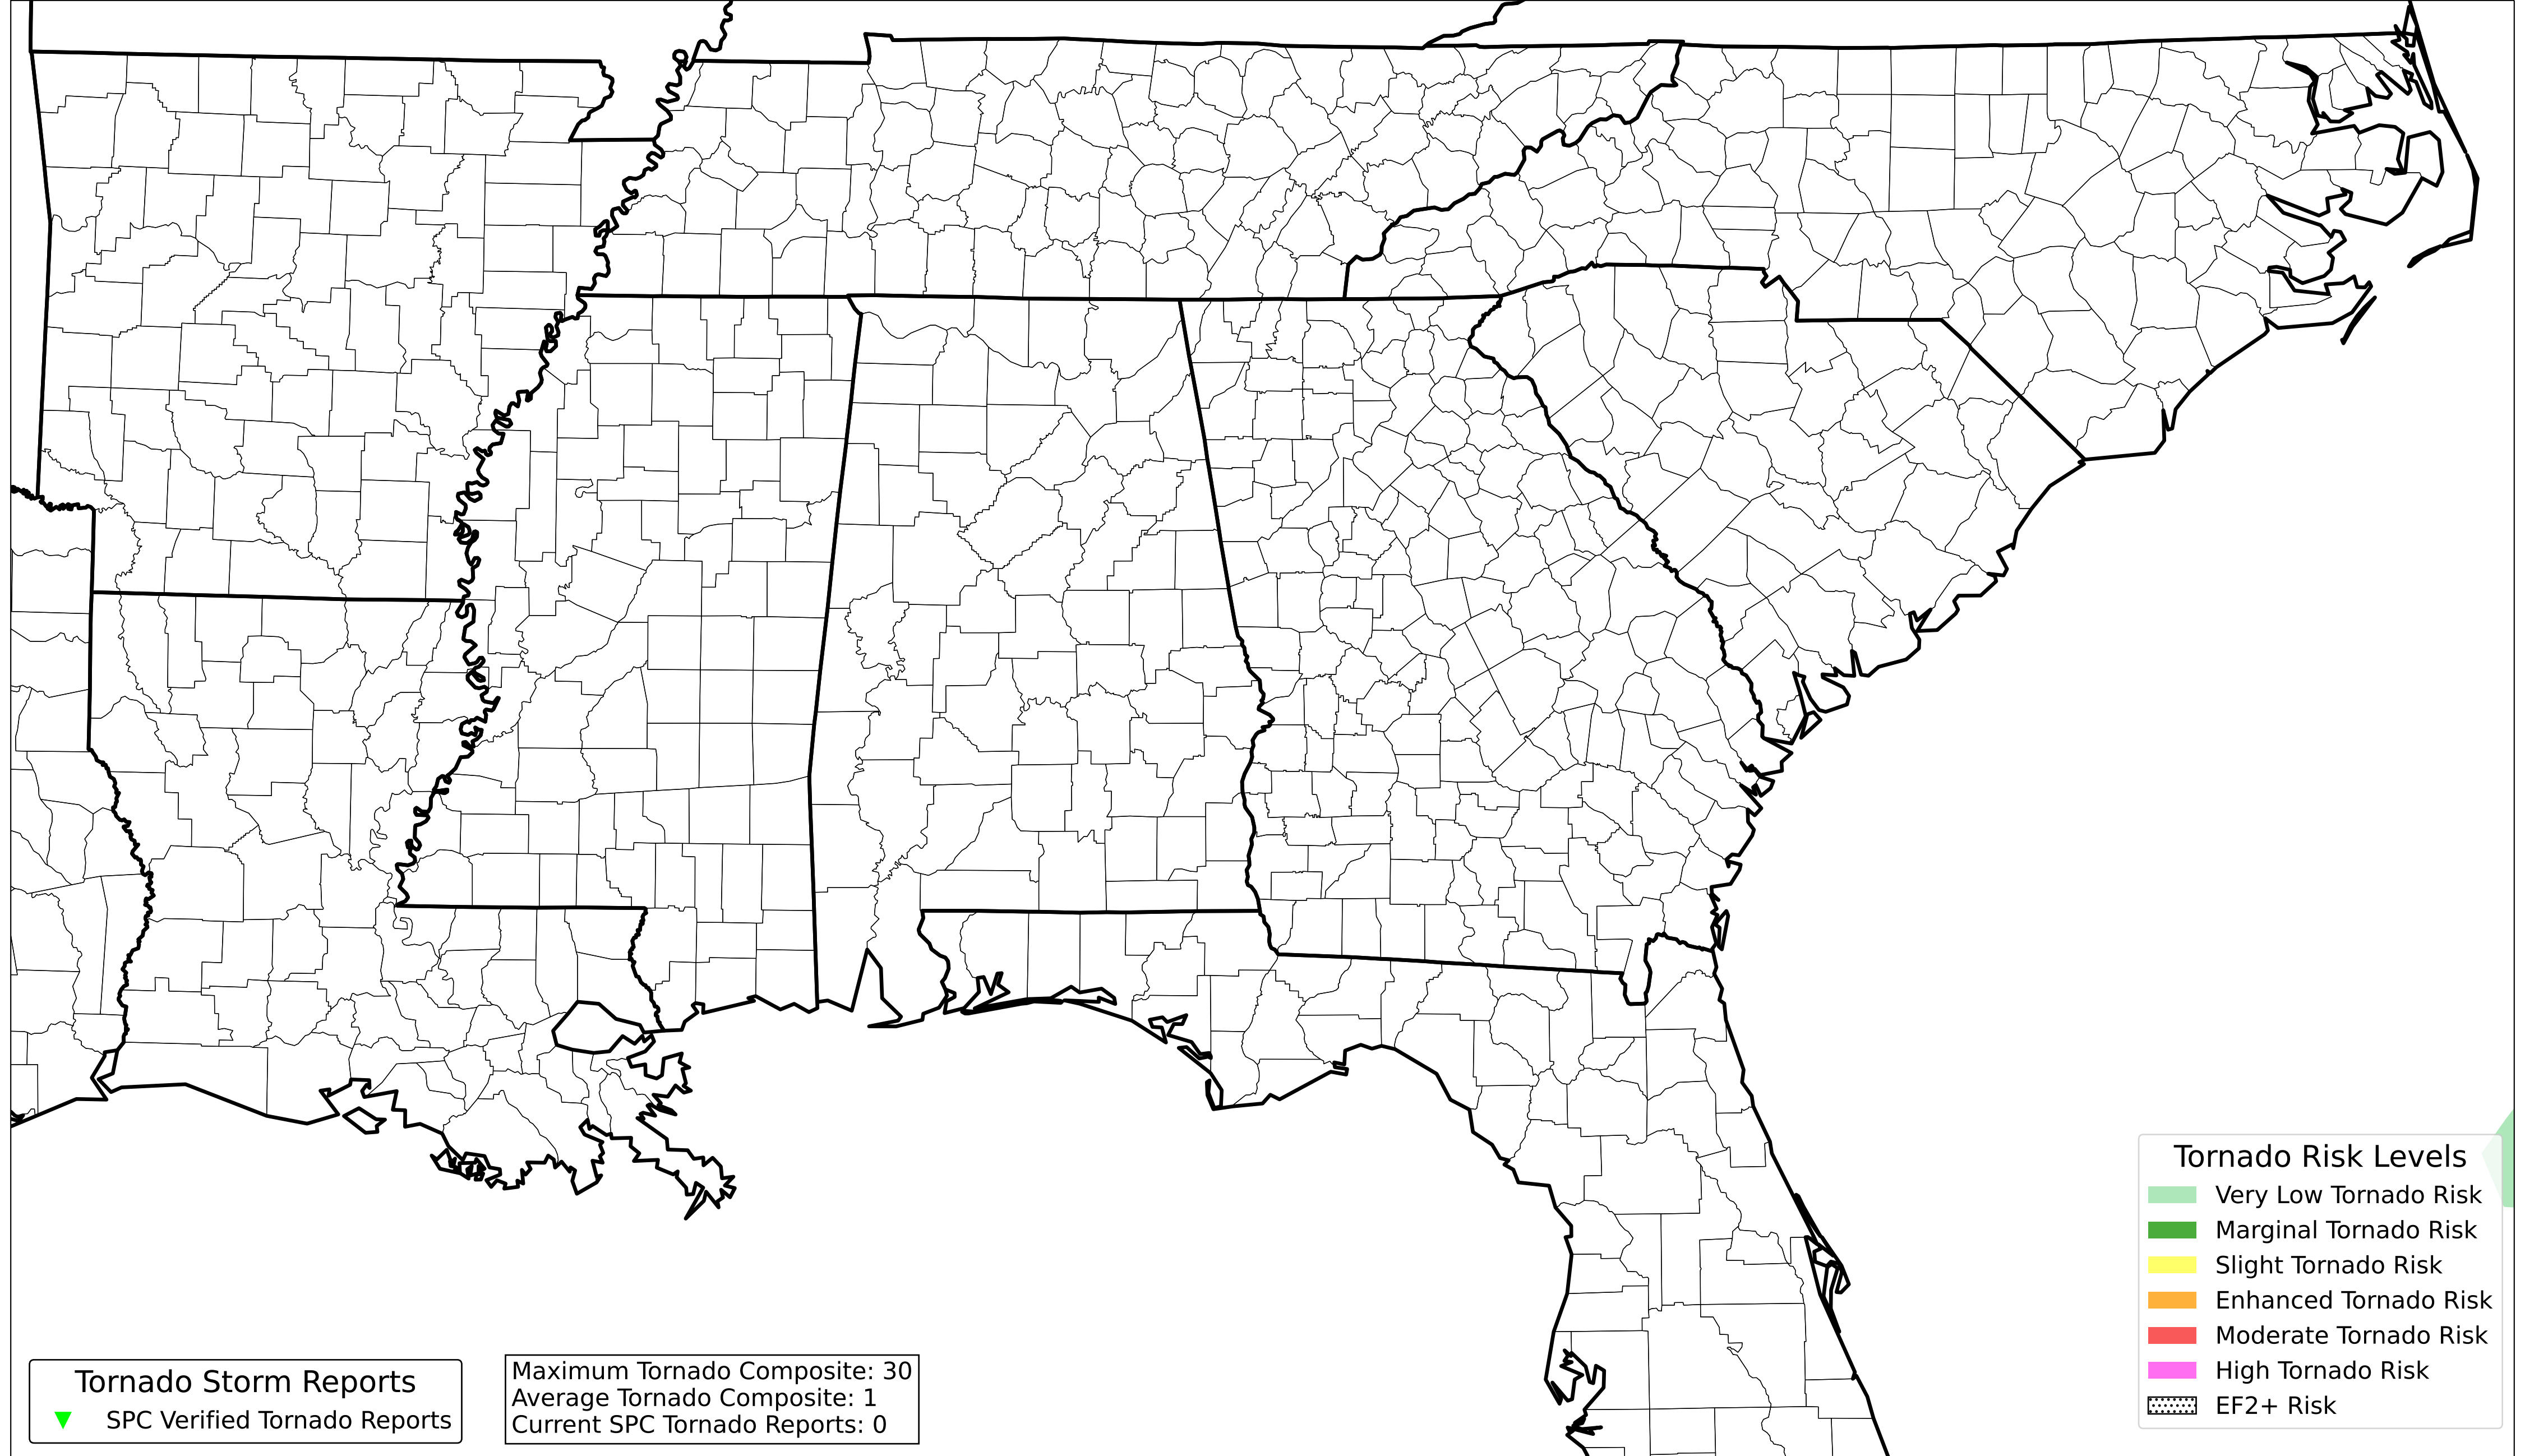 Tornado Storm Reports
SPC Verified Tornado Reports
Maximum Tornado Composite: 30
Average Tornado Composite: 1
Current SPC Tornado Reports: 0
Tornado Risk Levels
Very Low Tornado Risk
Marginal Tornado Risk
Slight Tornado Risk
Enhanced Tornado Risk
Moderate Tornado Risk
High Tornado Risk
EF2+ Risk